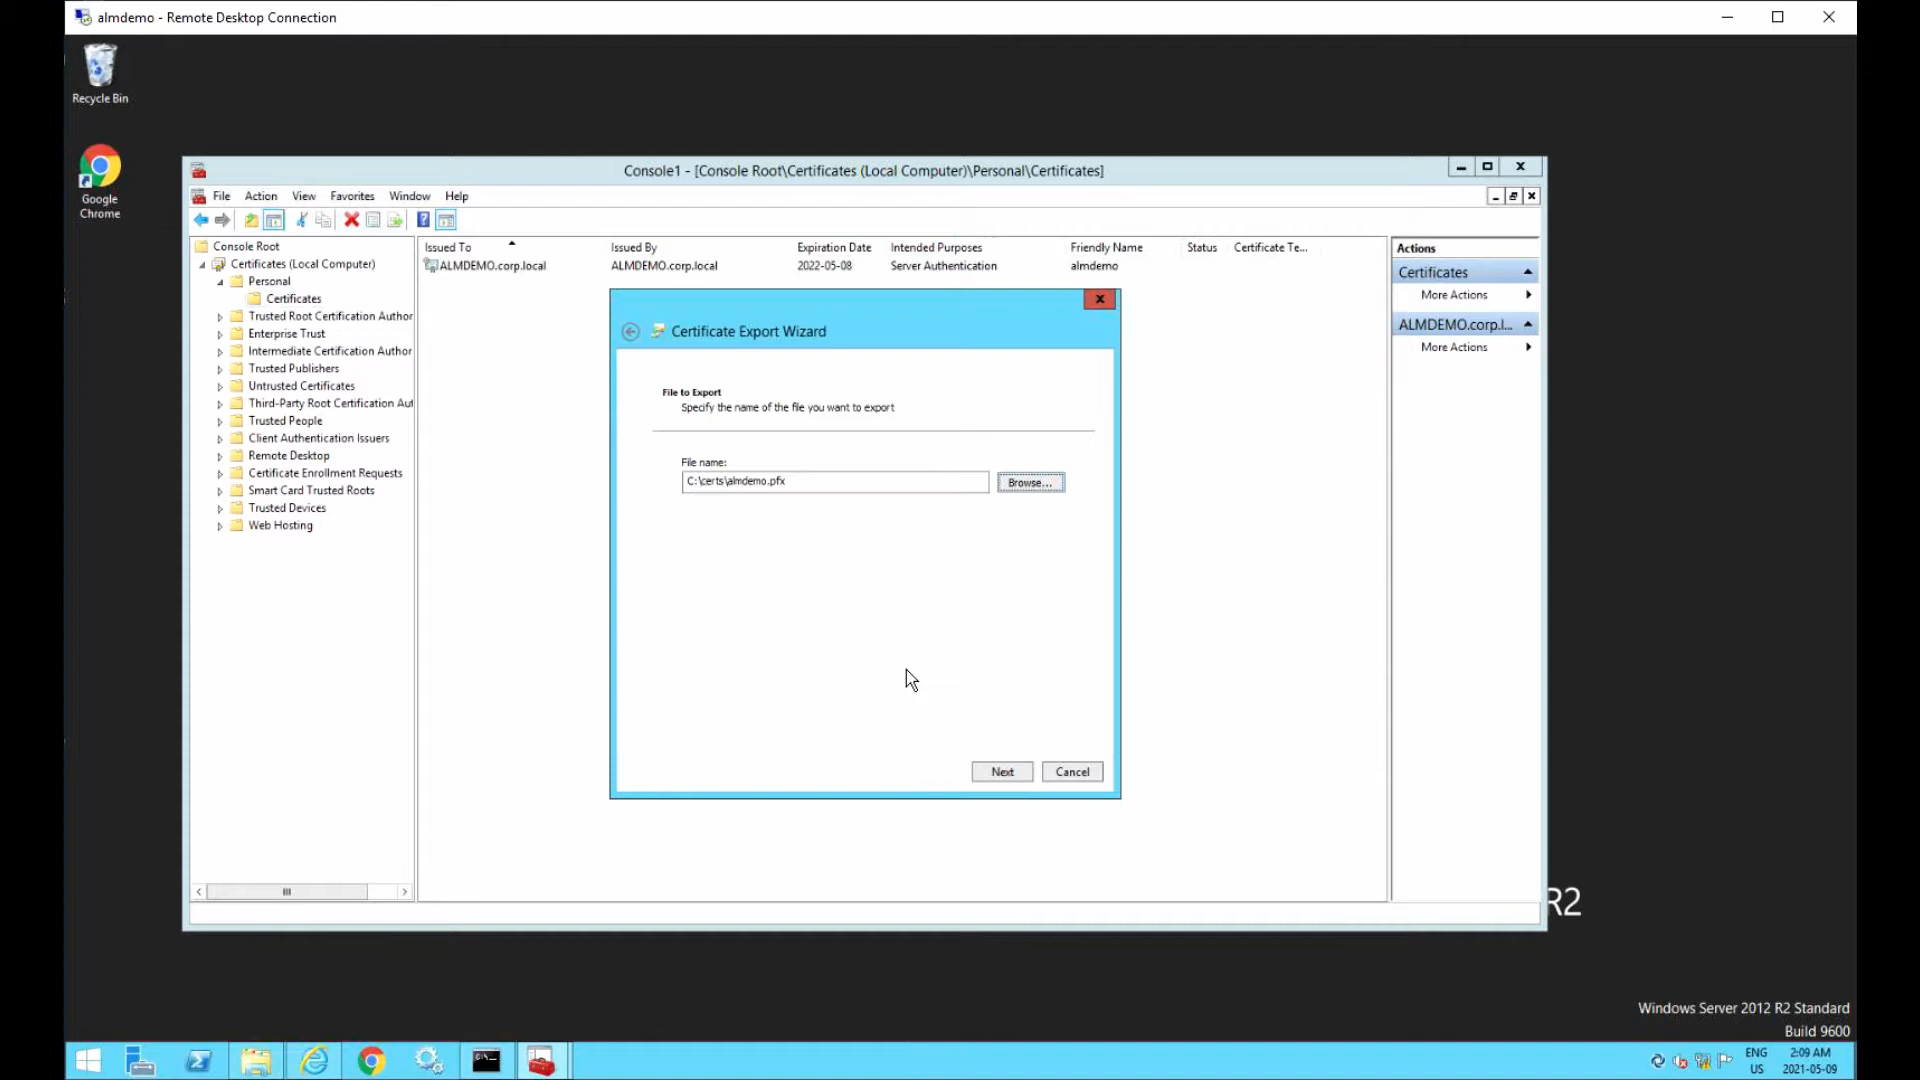 almdemo - Remote Desktop Connection
Recycle Bin
Google
Chrome
Console1 - [Console Root\Certificates (Local Computer)\Personal\Certificates]
File Action View Favorites Window Help
Console Root
Certificates (Local Computer)
Personal
Certificates
Trusted Root Certification Author
Enterprise Trust
Intermediate Certification Author
Trusted Publishers
Untrusted Certificates
Third-Party Root Certification Aut
Trusted People
Client Authentication Issuers
Remote Desktop
Certificate Enrollment Requests
Smart Card Trusted Roots
Trusted Devices
Web Hosting
Issued To Issued By Expiration Date Intended Purposes Friendly Name Status Certificate Te...
ALMDEMO.corp.local ALMDEMO.corp.local 2022-05-08 Server Authentication almdemo
Certificate Export Wizard
File to Export
Specify the name of the file you want to export
File name:
C:\certs\almdemo.pfx
Browse...
Next Cancel
Actions
Certificates
More Actions
ALMDEMO.corp.l...
More Actions
R2
Windows Server 2012 R2 Standard
Build 9600
ENG
US
2:09 AM
2021-05-09